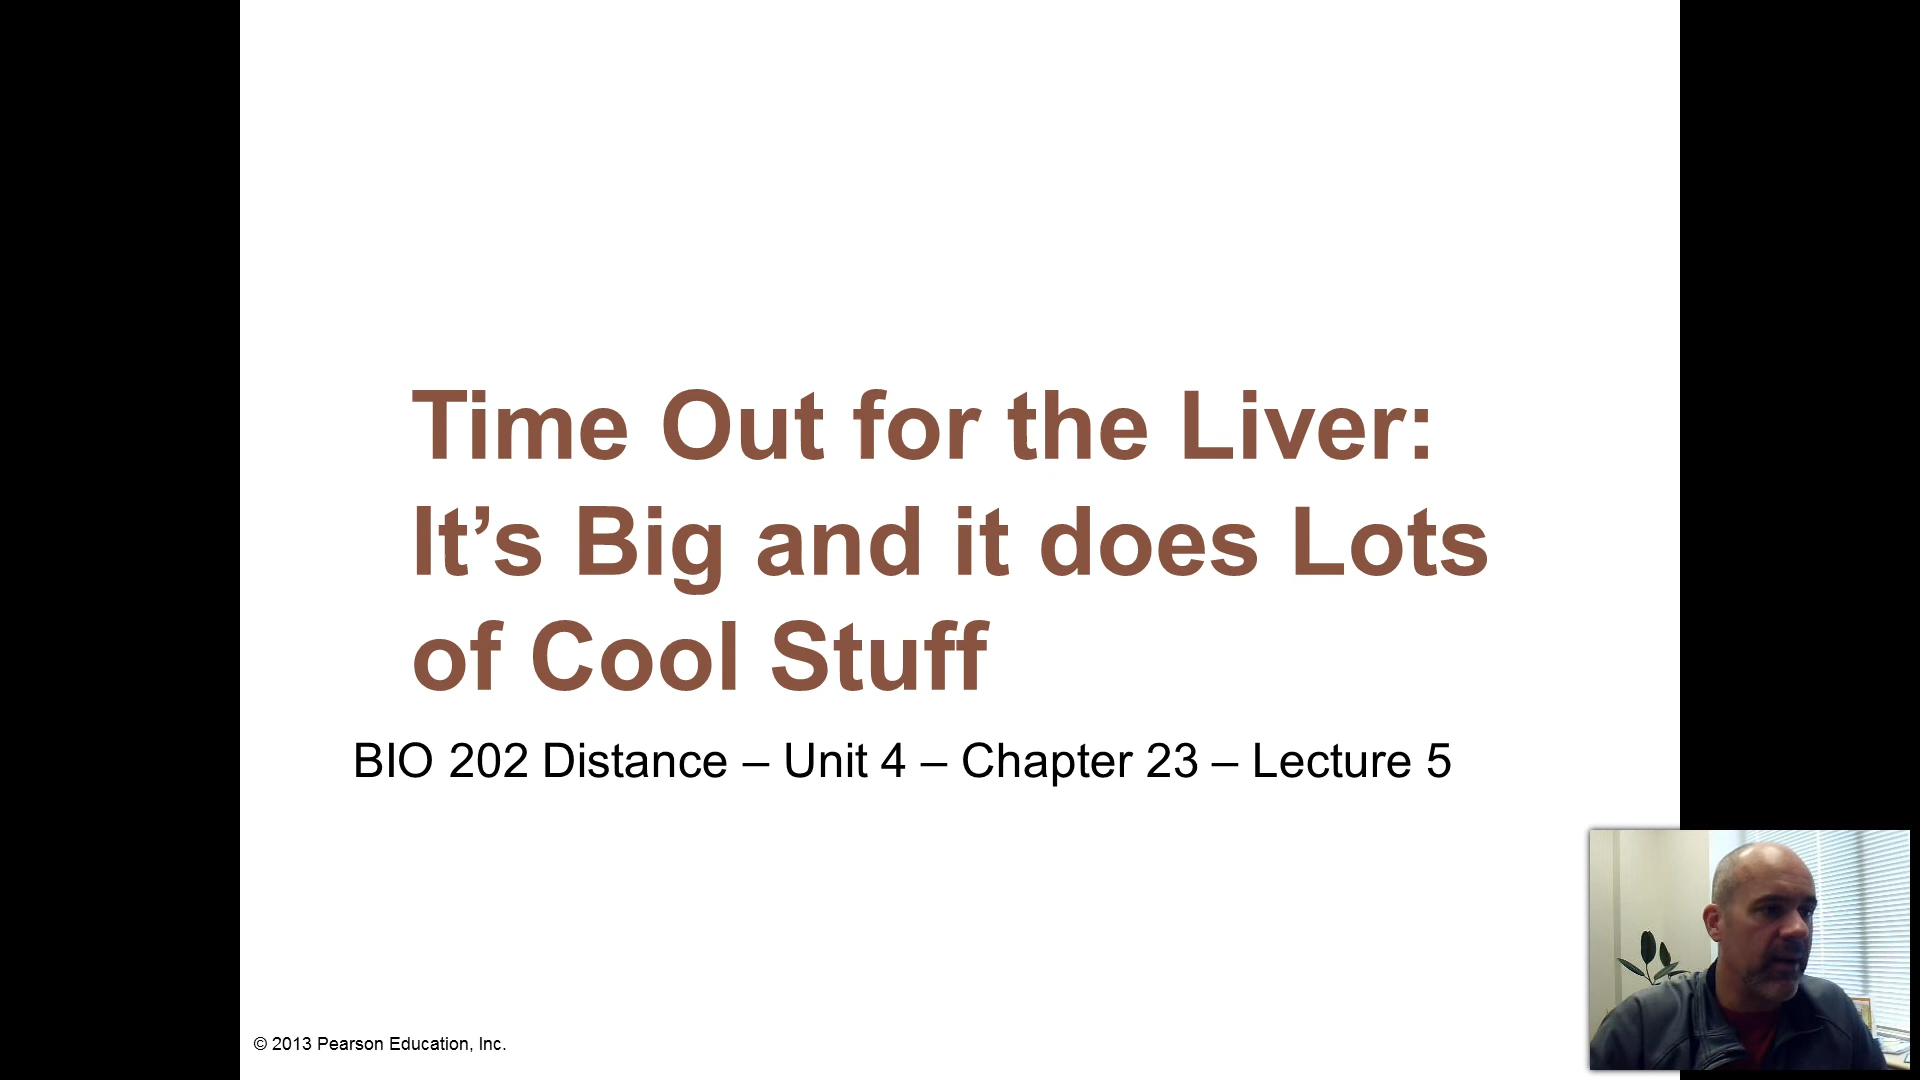 Time Out for the Liver:
It’s Big and it does Lots
of Cool Stuff
BIO 202 Distance – Unit 4 – Chapter 23 – Lecture 5
© 2013 Pearson Education, Inc.